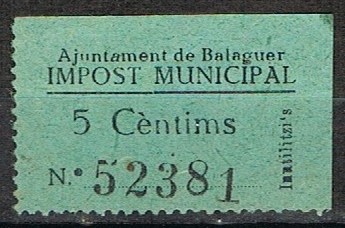 Ajuntament de Balaguer
IMPOST MUNICIPAL
5 Cèntims
N.º 52381
Inutilitzi's